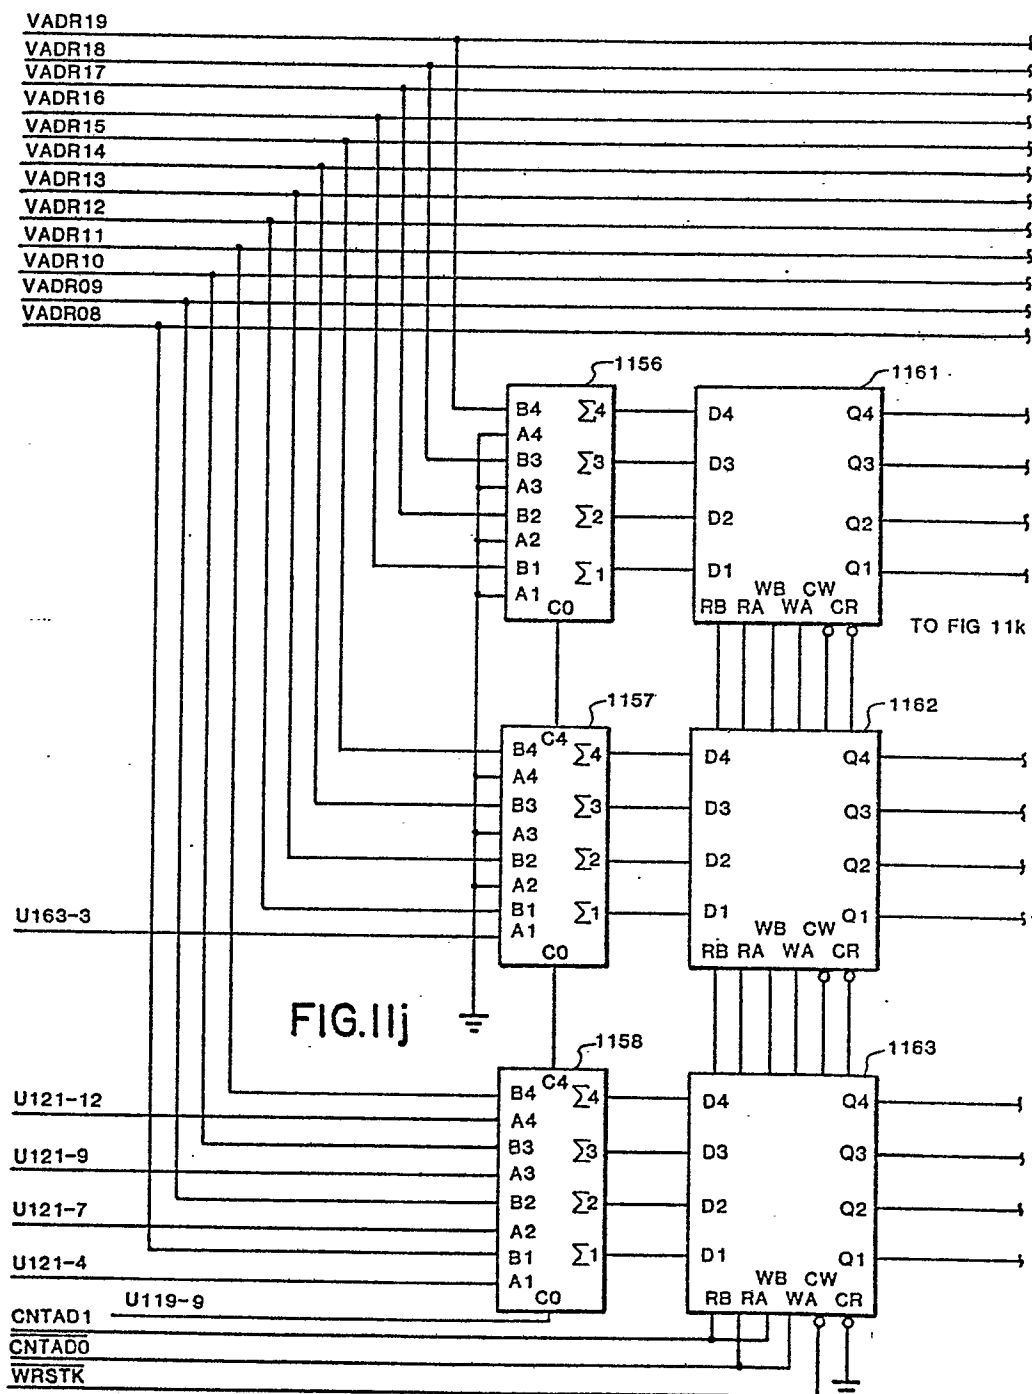 VADR19
VADR18
VADR17
VADR16
VADR15
VADR14
VADR13
VADR12
VADR11
VADR10
VADR09
VADR08
1156
B4 Σ4
A4
B3 Σ3
A3
B2 Σ2
A2
B1 Σ1
A1
C0
1161
D4 Q4
D3 Q3
D2 Q2
D1 Q1
WB CW
RB RA WA CR
TO FIG 11k
1157
C4
B4 Σ4
A4
B3 Σ3
A3
B2 Σ2
A2
B1 Σ1
A1
C0
U163-3
1162
D4 Q4
D3 Q3
D2 Q2
D1 Q1
WB CW
RB RA WA CR
FIG.11j
1158
C4
B4 Σ4
A4
B3 Σ3
A3
B2 Σ2
A2
B1 Σ1
A1
C0
U121-12
U121-9
U121-7
U121-4
U119-9
1163
D4 Q4
D3 Q3
D2 Q2
D1 Q1
WB CW
RB RA WA CR
CNTAD1
CNTAD0
WRSTK